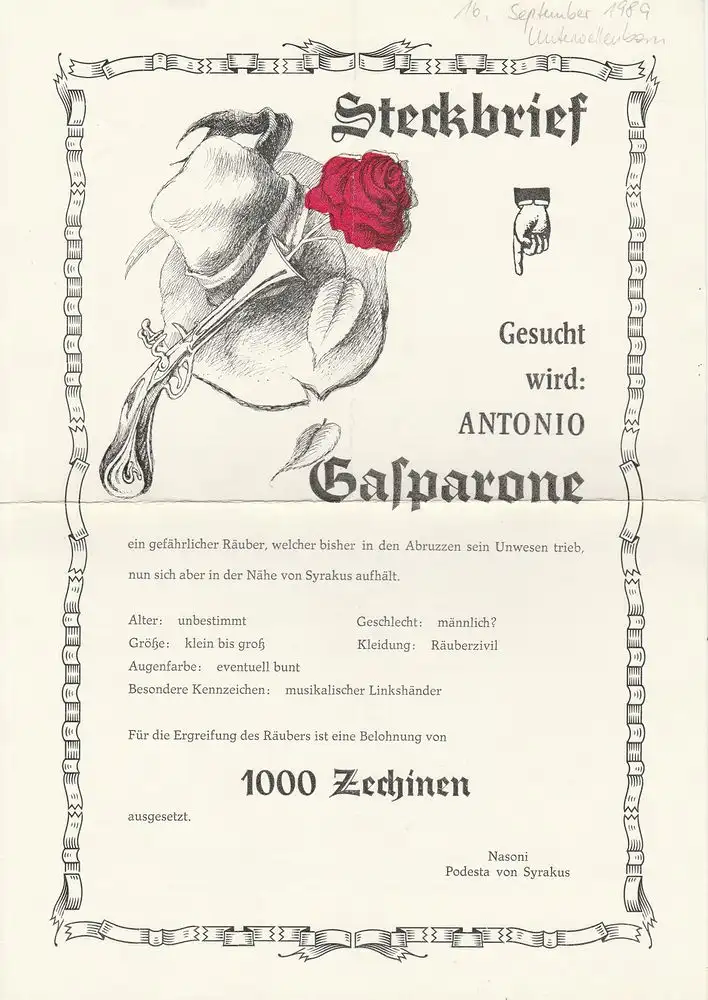 16. September 1989
Unterwellenborn
Steckbrief
Gesucht
wird:
ANTONIO
Gaſparone
ein gefährlicher Räuber, welcher bisher in den Abruzzen sein Unwesen trieb,
nun sich aber in der Nähe von Syrakus aufhält.
Alter: unbestimmt
Geschlecht: männlich?
Größe: klein bis groß
Kleidung: Räuberzivil
Augenfarbe: eventuell bunt
Besondere Kennzeichen: musikalischer Linkshänder
Für die Ergreifung des Räubers ist eine Belohnung von
1000 Zechinen
ausgesetzt.
Nasoni
Podesta von Syrakus